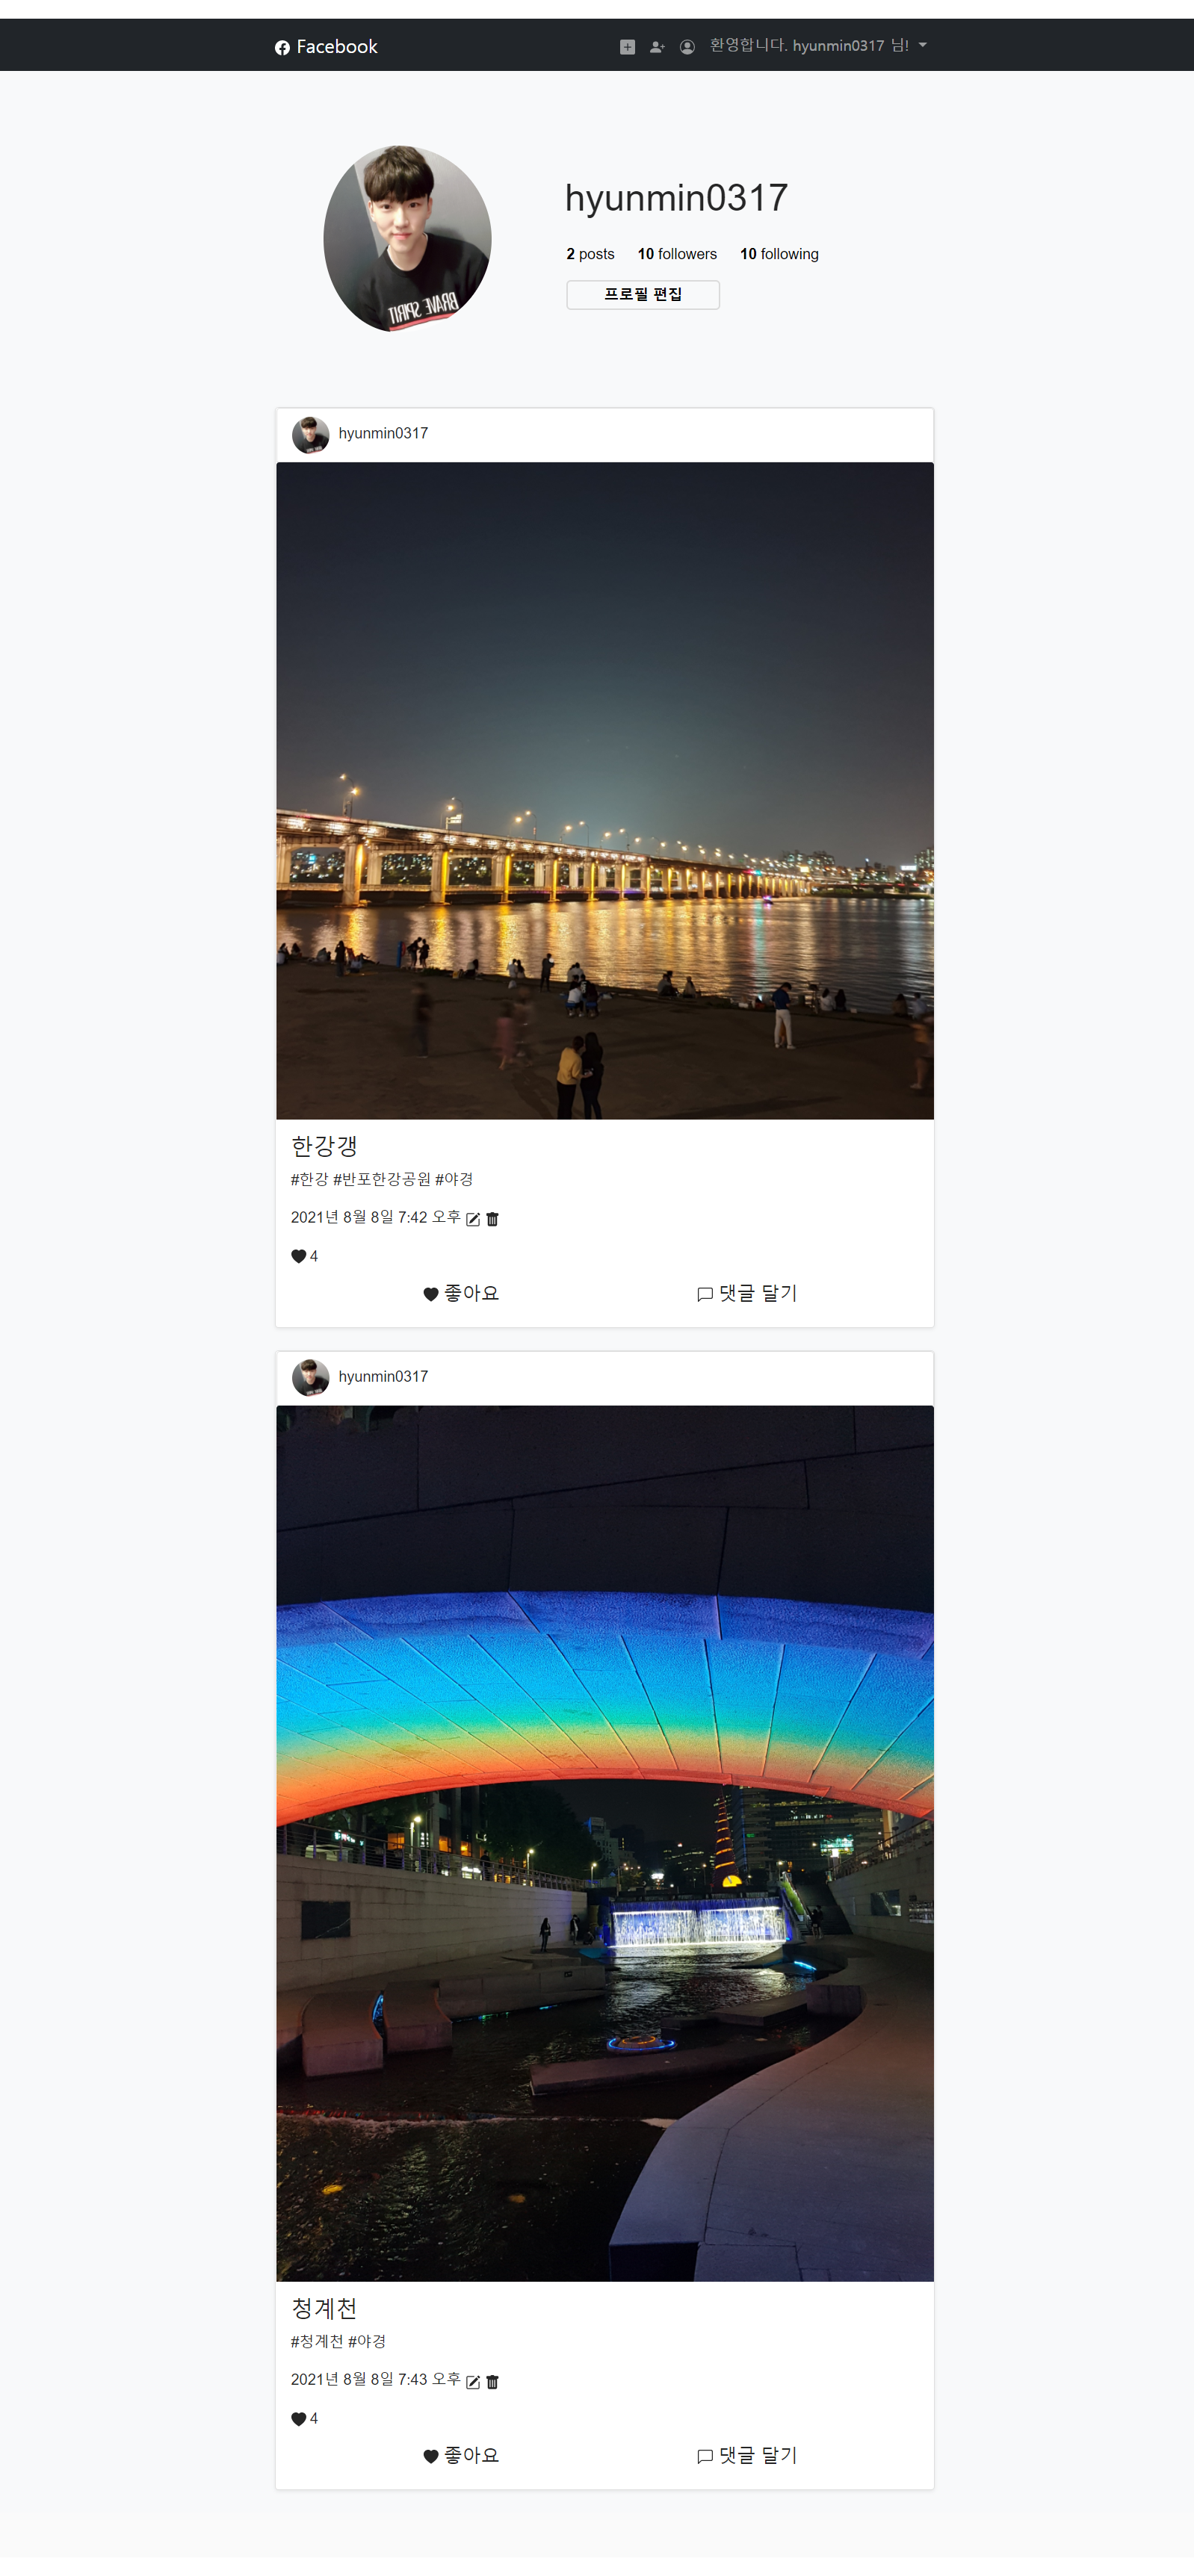 Facebook
환영합니다. hyunmin0317 님!
BRAVE SPIRIT
hyunmin0317
2 posts 10 followers 10 following
프로필 편집
hyunmin0317
한강갱
#한강 #반포한강공원 #야경
2021년 8월 8일 7:42 오후
4
좋아요 댓글 달기
hyunmin0317
청계천
#청계천 #야경
2021년 8월 8일 7:43 오후
4
좋아요 댓글 달기